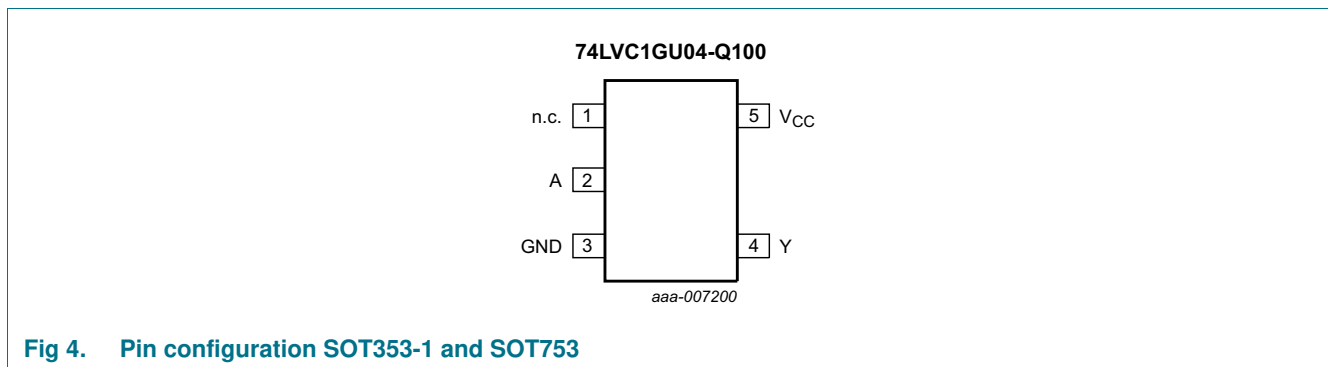 74LVC1GU04-Q100
n.c. 1 5 VCC
A 2
GND 3 4 Y
aaa-007200
Fig 4. Pin configuration SOT353-1 and SOT753